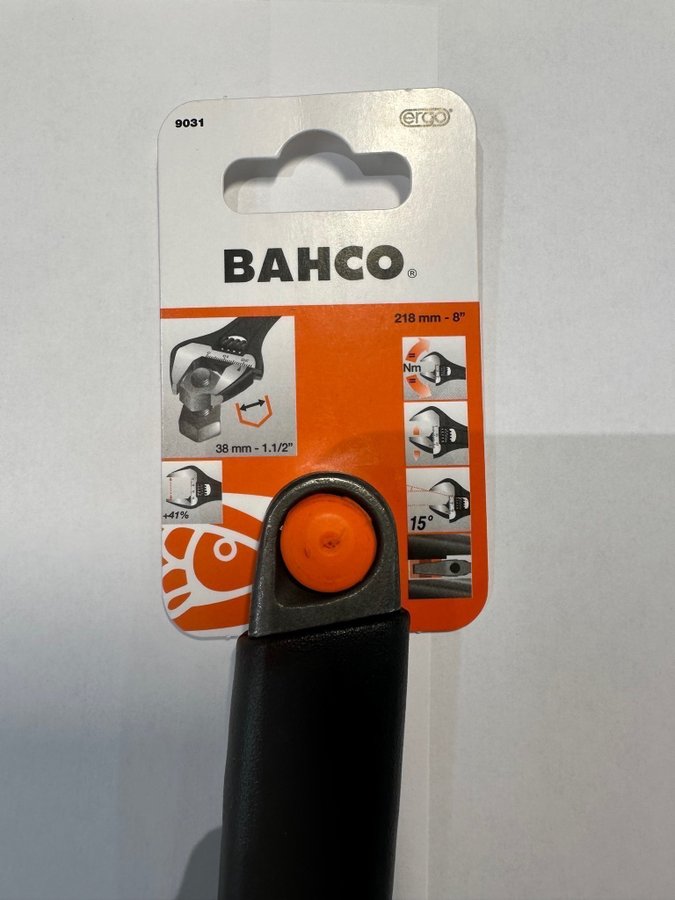 9031
ergo®
BAHCO®
218 mm - 8”
Nm
38 mm - 1.1/2”
+41%
15°